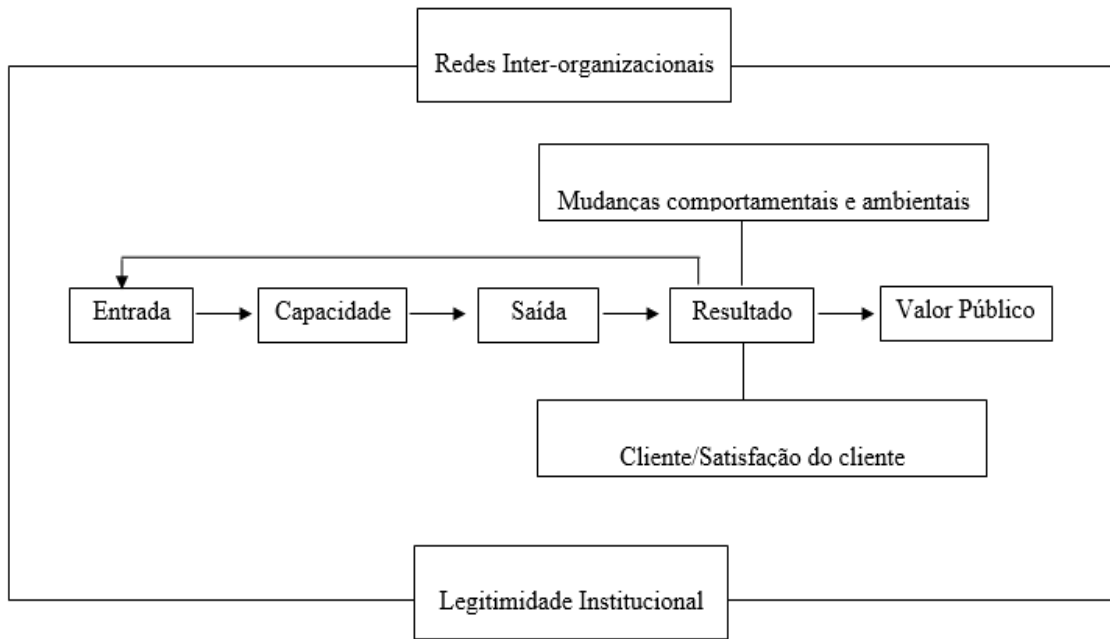 Redes Inter-organizacionais
Mudanças comportamentais e ambientais
Entrada
Capacidade
Saída
Resultado
Valor Público
Cliente/Satisfação do cliente
Legitimidade Institucional